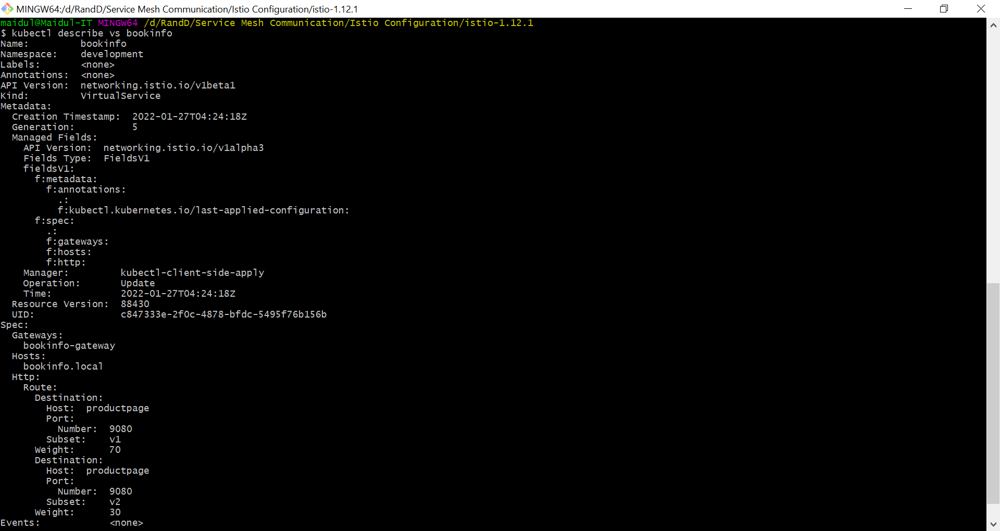 MINGW64:/d/RandD/Service Mesh Communication/Istio Configuration/istio-1.12.1
maidul@Maidul-IT MINGW64 /d/RandD/Service Mesh Communication/Istio Configuration/istio-1.12.1
$ kubectl describe vs bookinfo
Name:         bookinfo
Namespace:    development
Labels:       <none>
Annotations:  <none>
API Version:  networking.istio.io/v1beta1
Kind:         VirtualService
Metadata:
  Creation Timestamp:  2022-01-27T04:24:18Z
  Generation:          5
  Managed Fields:
    API Version:  networking.istio.io/v1alpha3
    Fields Type:  FieldsV1
    fieldsV1:
      f:metadata:
        f:annotations:
          .:
          f:kubectl.kubernetes.io/last-applied-configuration:
      f:spec:
        .:
        f:gateways:
        f:hosts:
        f:http:
    Manager:         kubectl-client-side-apply
    Operation:       Update
    Time:            2022-01-27T04:24:18Z
  Resource Version:  88430
  UID:               c847333e-2f0c-4878-bfdc-5495f76b156b
Spec:
  Gateways:
    bookinfo-gateway
  Hosts:
    bookinfo.local
  Http:
    Route:
      Destination:
        Host:  productpage
        Port:
          Number:  9080
        Subset:    v1
      Weight:      70
      Destination:
        Host:  productpage
        Port:
          Number:  9080
        Subset:    v2
      Weight:      30
Events:            <none>